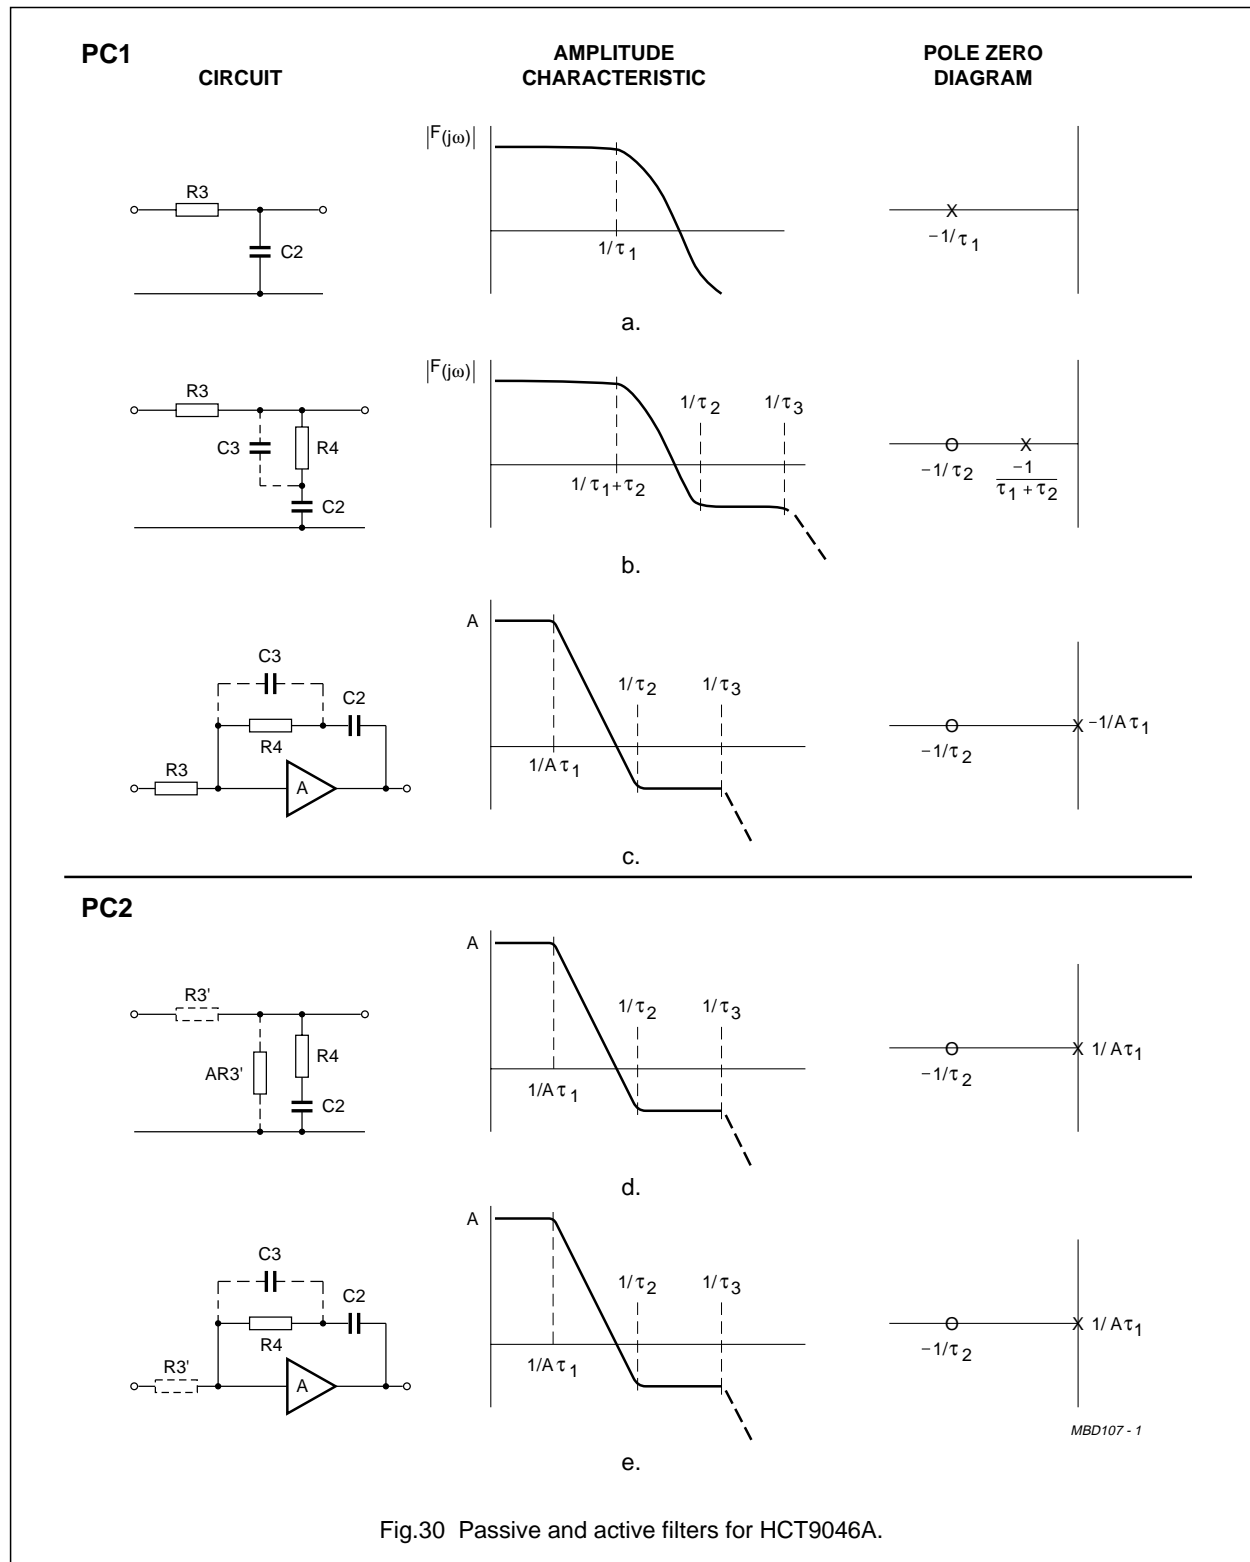 PC1
CIRCUIT
AMPLITUDE
CHARACTERISTIC
POLE ZERO
DIAGRAM
|F(jω)|
R3
C2
1/τ1
X
−1/τ1
a.
|F(jω)|
R3
C3
R4
C2
1/τ1+τ2
1/τ2
1/τ3
O X
−1/τ2
−1
τ1 + τ2
b.
A
C3
C2
R4
R3
A
1/Aτ1
1/τ2
1/τ3
O
−1/τ2
X −1/Aτ1
c.
PC2
A
R3'
AR3'
R4
C2
1/Aτ1
1/τ2
1/τ3
O
−1/τ2
X 1/Aτ1
d.
A
C3
C2
R4
R3'
A
1/Aτ1
1/τ2
1/τ3
O
−1/τ2
X 1/Aτ1
MBD107 - 1
e.
Fig.30 Passive and active filters for HCT9046A.